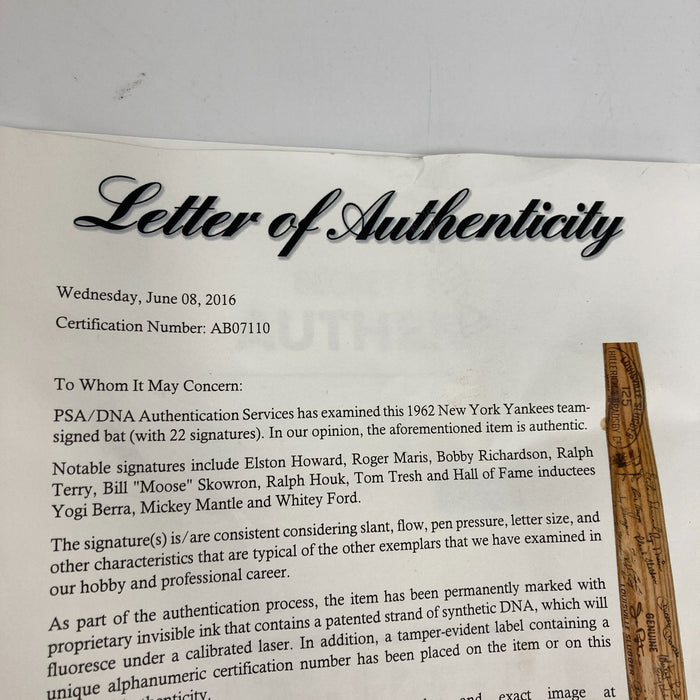 Letter of Authenticity
Wednesday, June 08, 2016
Certification Number: AB07110
To Whom It May Concern:
PSA/DNA Authentication Services has examined this 1962 New York Yankees team-
signed bat (with 22 signatures). In our opinion, the aforementioned item is authentic.
Notable signatures include Elston Howard, Roger Maris, Bobby Richardson, Ralph
Terry, Bill "Moose" Skowron, Ralph Houk, Tom Tresh and Hall of Fame inductees
Yogi Berra, Mickey Mantle and Whitey Ford.
The signature(s) is/are consistent considering slant, flow, pen pressure, letter size, and
other characteristics that are typical of the other exemplars that we have examined in
our hobby and professional career.
As part of the authentication process, the item has been permanently marked with
proprietary invisible ink that contains a patented strand of synthetic DNA, which will
fluoresce under a calibrated laser. In addition, a tamper-evident label containing a
unique alphanumeric certification number has been placed on the item or on this
and exact image at
125
GENUINE